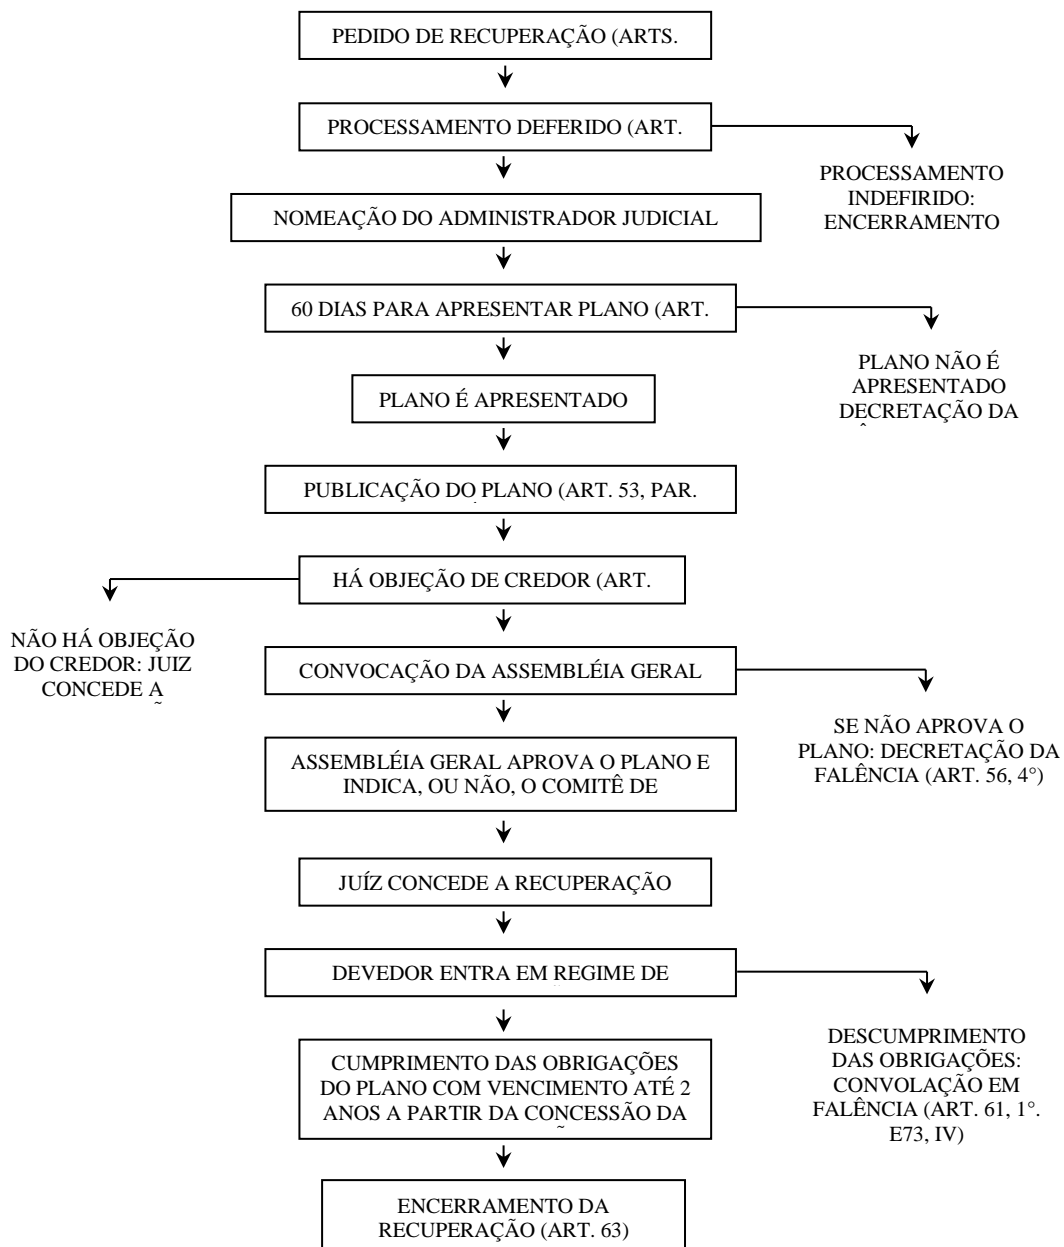 PEDIDO DE RECUPERAÇÃO (ARTS.
PROCESSAMENTO DEFERIDO (ART.
PROCESSAMENTO
INDEFIRIDO:
ENCERRAMENTO
NOMEAÇÃO DO ADMINISTRADOR JUDICIAL
60 DIAS PARA APRESENTAR PLANO (ART.
PLANO NÃO É
APRESENTADO
DECRETAÇÃO DA
PLANO É APRESENTADO
PUBLICAÇÃO DO PLANO (ART. 53, PAR.
HÁ OBJEÇÃO DE CREDOR (ART.
NÃO HÁ OBJEÇÃO
DO CREDOR: JUIZ
CONCEDE A
CONVOCAÇÃO DA ASSEMBLÉIA GERAL
SE NÃO APROVA O
PLANO: DECRETAÇÃO DA
FALÊNCIA (ART. 56, 4°)
ASSEMBLÉIA GERAL APROVA O PLANO E
INDICA, OU NÃO, O COMITÊ DE
JUÍZ CONCEDE A RECUPERAÇÃO
DEVEDOR ENTRA EM REGIME DE
DESCUMPRIMENTO
DAS OBRIGAÇÕES:
CONVOLAÇÃO EM
FALÊNCIA (ART. 61, 1°.
E73, IV)
CUMPRIMENTO DAS OBRIGAÇÕES
DO PLANO COM VENCIMENTO ATÉ 2
ANOS A PARTIR DA CONCESSÃO DA
ENCERRAMENTO DA
RECUPERAÇÃO (ART. 63)